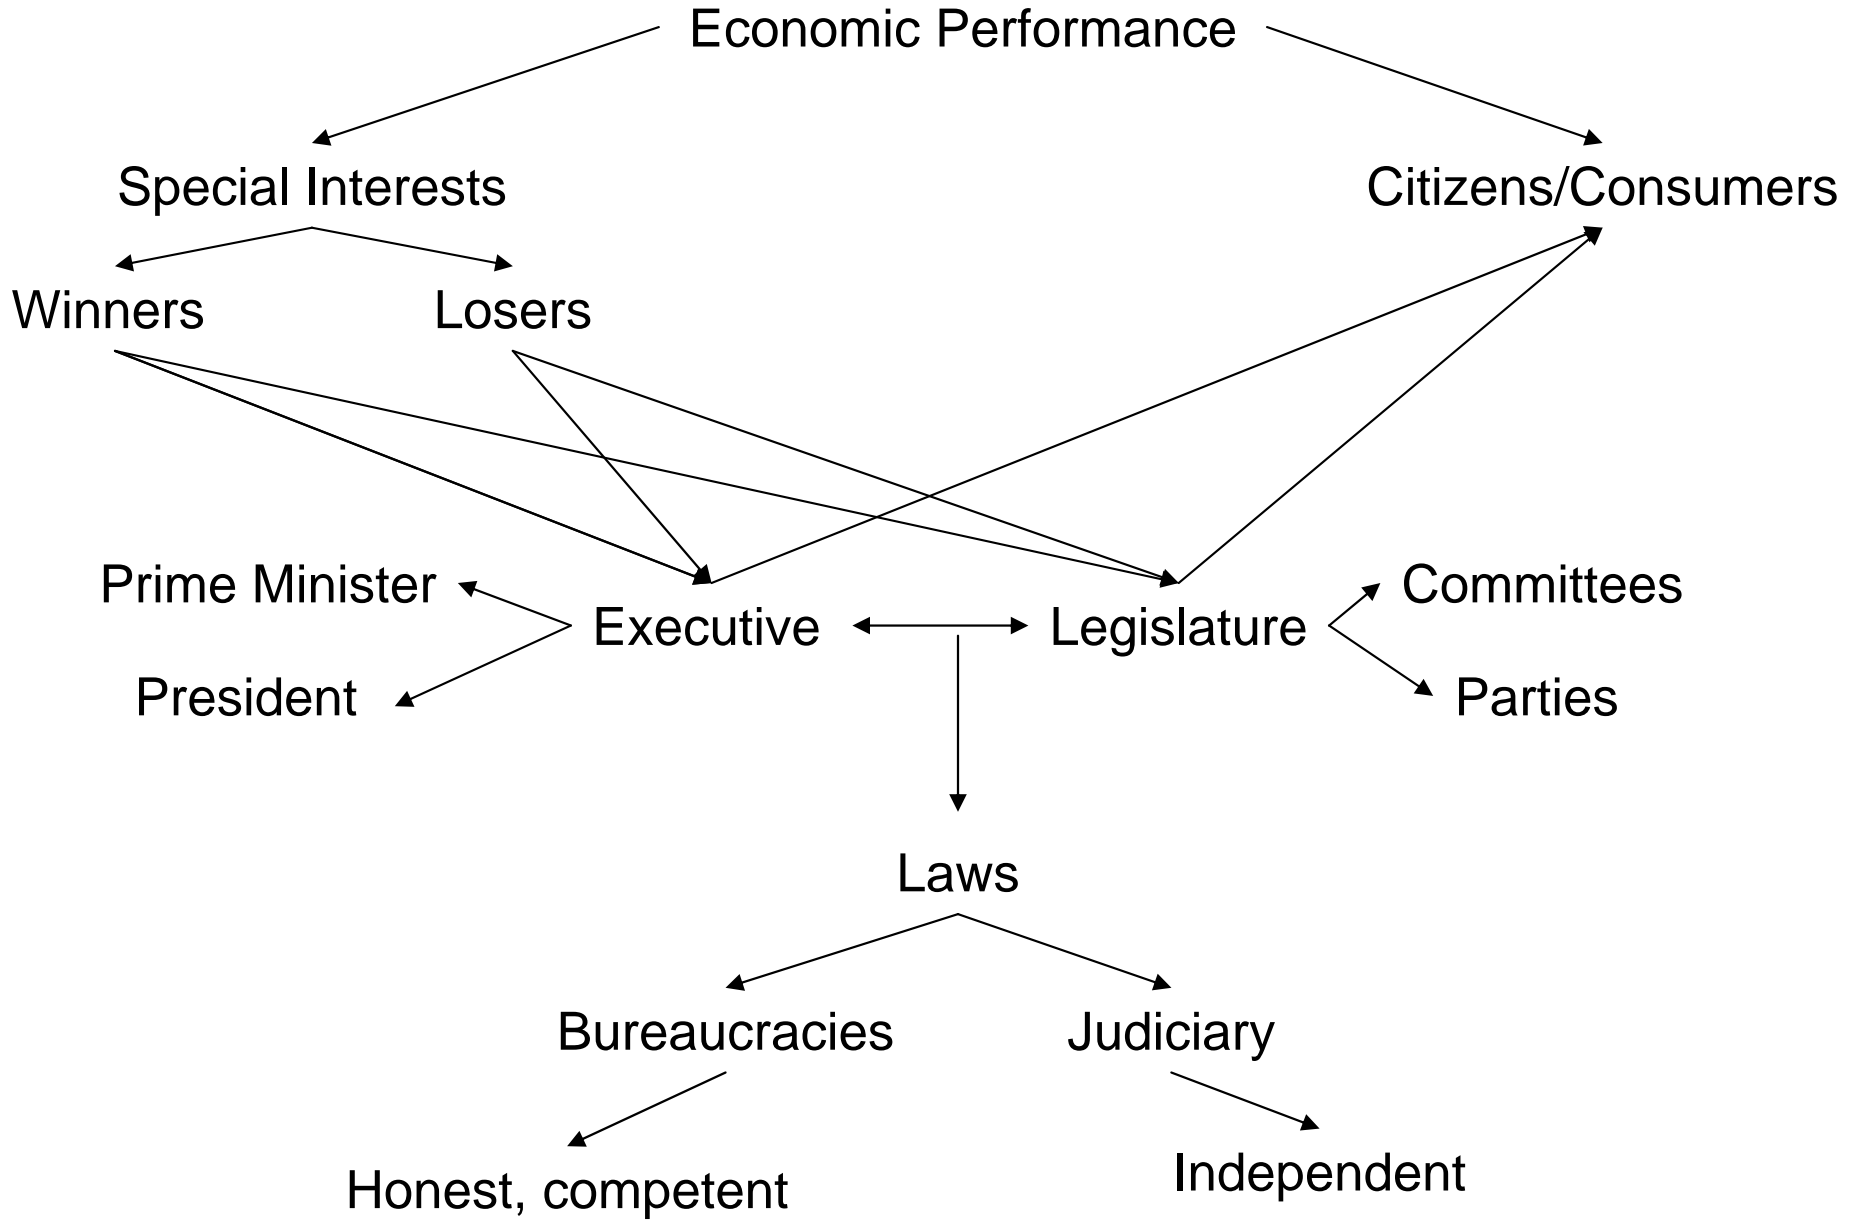 Economic Performance
Special Interests
Citizens/Consumers
Winners
Losers
Prime Minister
Committees
Executive
Legislature
President
Parties
Laws
Bureaucracies
Judiciary
Honest, competent
Independent